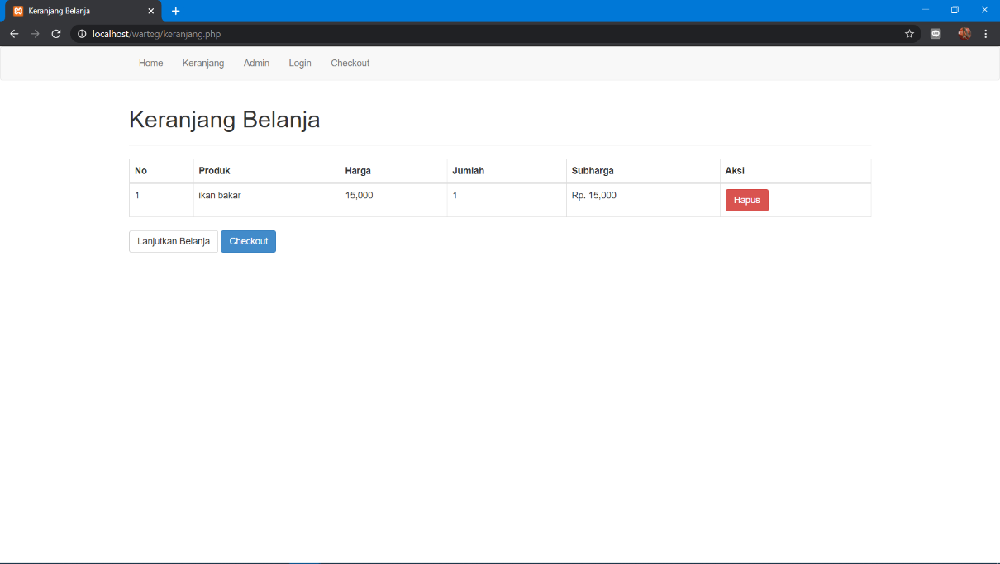 Keranjang Belanja
localhost/warteg/keranjang.php
Home Keranjang Admin Login Checkout
Keranjang Belanja
No Produk Harga Jumlah Subharga Aksi
1 ikan bakar 15,000 1 Rp. 15,000 Hapus
Lanjutkan Belanja Checkout